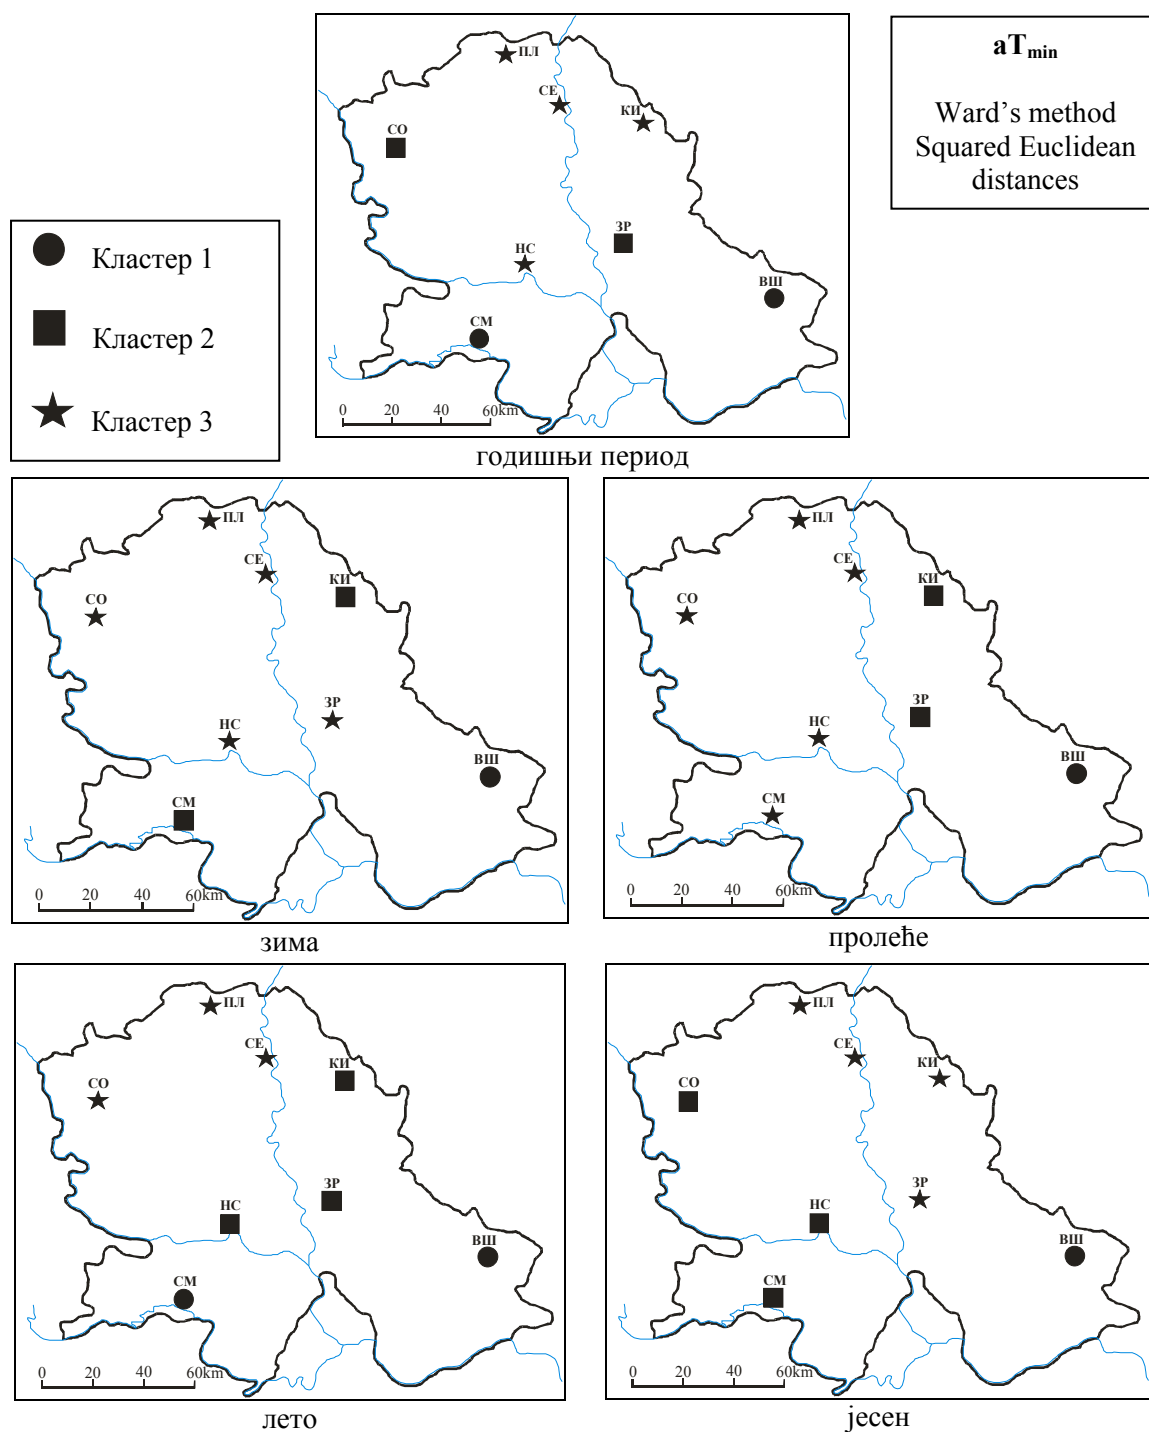 aTmin
Ward’s method
Squared Euclidean
distances
Кластер 1
Кластер 2
Кластер 3
ПЛ
СЕ
КИ
СО
ЗР
НС
ВШ
СМ
0 20 40 60km
годишњи период
ПЛ
СЕ
КИ
СО
ЗР
НС
ВШ
СМ
0 20 40 60km
зима
ПЛ
СЕ
КИ
СО
ЗР
НС
ВШ
СМ
0 20 40 60km
пролеће
ПЛ
СЕ
КИ
СО
ЗР
НС
ВШ
СМ
0 20 40 60km
лето
ПЛ
СЕ
КИ
СО
ЗР
НС
ВШ
СМ
0 20 40 60km
јесен